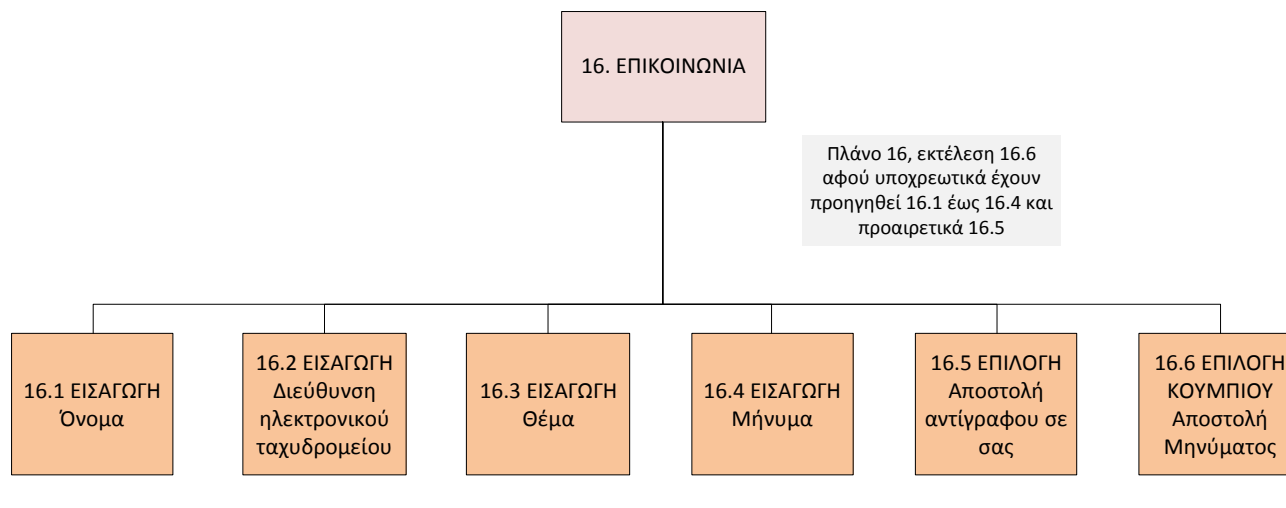 16. ΕΠΙΚΟΙΝΩΝΙΑ
Πλάνο 16, εκτέλεση 16.6
αφού υποχρεωτικά έχουν
προηγηθεί 16.1 έως 16.4 και
προαιρετικά 16.5
16.1 ΕΙΣΑΓΩΓΗ
Όνομα
16.2 ΕΙΣΑΓΩΓΗ
Διεύθυνση
ηλεκτρονικού
ταχυδρομείου
16.3 ΕΙΣΑΓΩΓΗ
Θέμα
16.4 ΕΙΣΑΓΩΓΗ
Μήνυμα
16.5 ΕΠΙΛΟΓΗ
Αποστολή
αντίγραφου σε
σας
16.6 ΕΠΙΛΟΓΗ
ΚΟΥΜΠΙΟΥ
Αποστολή
Μηνύματος